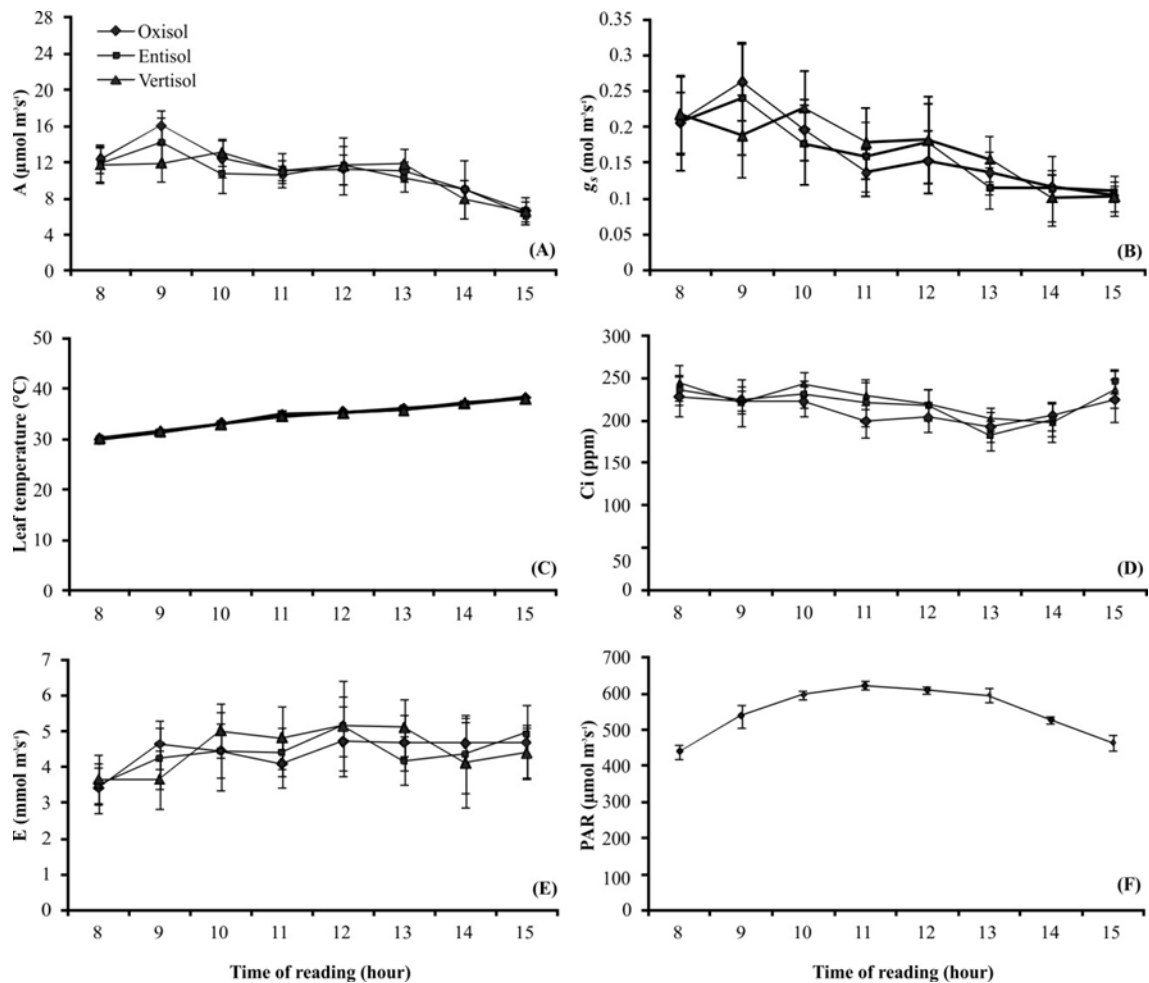 28
24
20
16
12
8
4
0
A (µmol m⁻³s⁻¹)
Oxisol
Entisol
Vertisol
(A)
8 9 10 11 12 13 14 15
0.35
0.3
0.25
0.2
0.15
0.1
0.05
0
gs (mol m⁻³s⁻¹)
(B)
8 9 10 11 12 13 14 15
50
40
30
20
10
0
Leaf temperature (°C)
(C)
8 9 10 11 12 13 14 15
300
250
200
150
100
50
0
Ci (ppm)
(D)
8 9 10 11 12 13 14 15
7
6
5
4
3
2
1
0
E (mmol m⁻³s⁻¹)
(E)
8 9 10 11 12 13 14 15
Time of reading (hour)
700
600
500
400
300
200
100
0
PAR (µmol m⁻³s⁻¹)
(F)
8 9 10 11 12 13 14 15
Time of reading (hour)